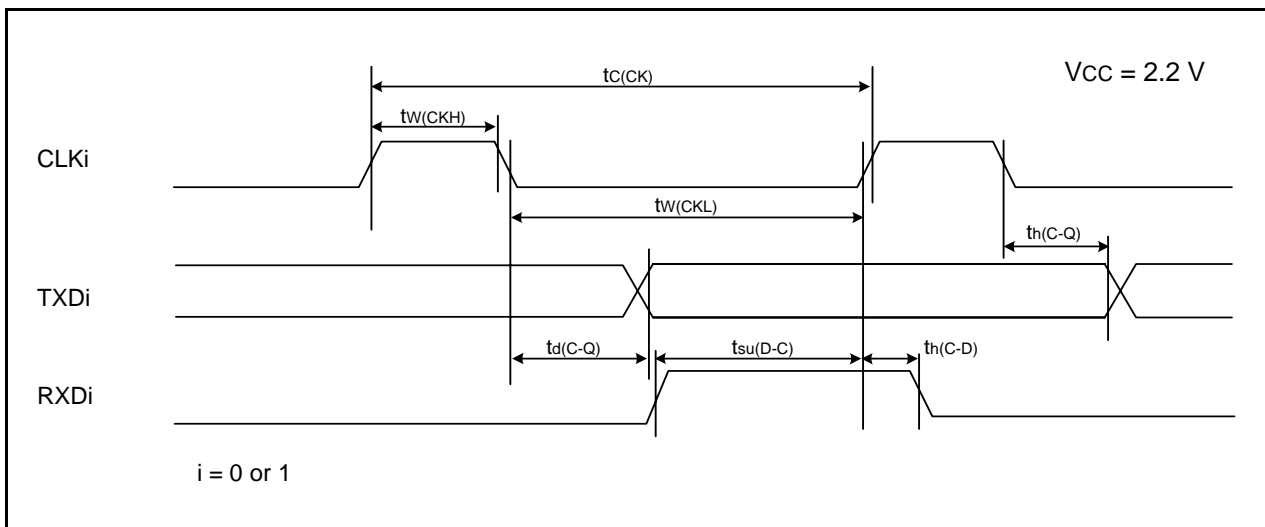 VCC = 2.2 V
tC(CK)
tW(CKH)
CLKi
tW(CKL)
th(C-Q)
TXDi
td(C-Q)
tsu(D-C)
th(C-D)
RXDi
i = 0 or 1